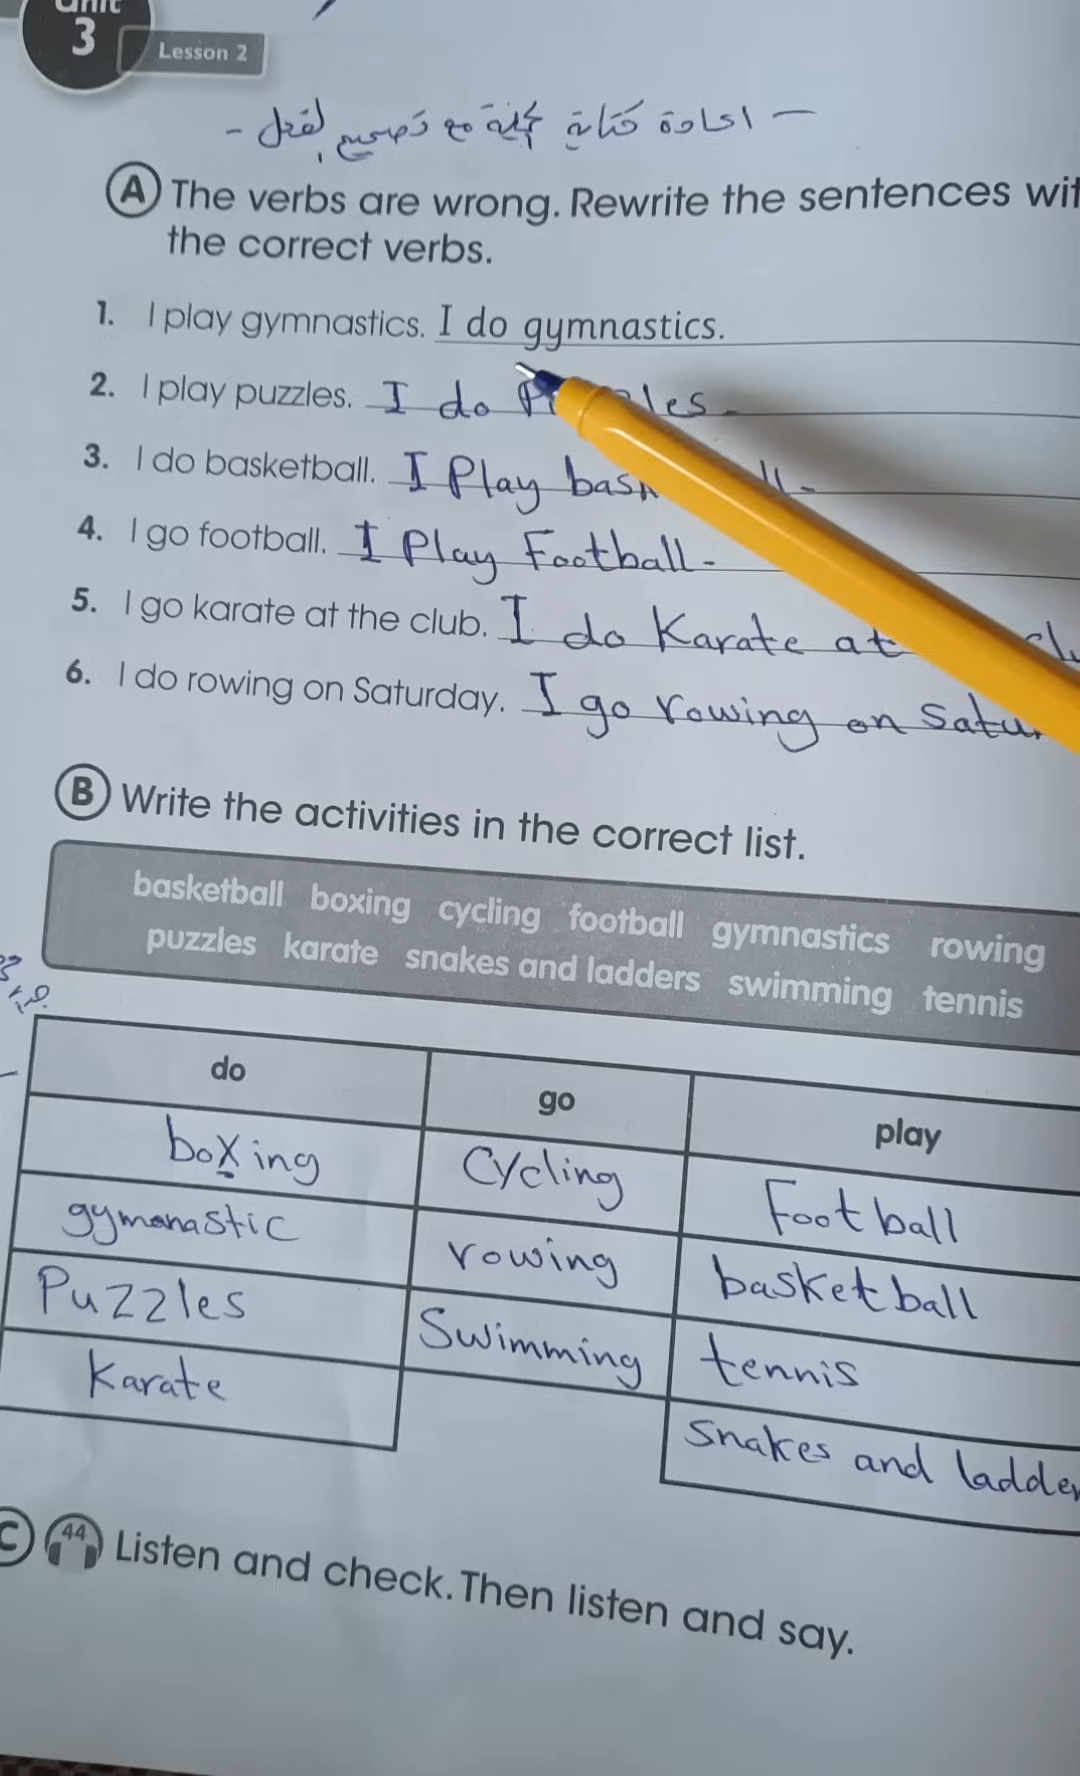 Unit
3
Lesson 2
— اعادة كتابة جملة مع تصحيح لفعل -
A The verbs are wrong. Rewrite the sentences wit
the correct verbs.
1. I play gymnastics. I do gymnastics.
2. I play puzzles. I do
3. I do basketball. I Play
4. I go football. I Play Football-
5. I go karate at the club. I do Karate at
6. I do rowing on Saturday. I go rowing on Satu
B Write the activities in the correct list.
basketball boxing cycling football gymnastics rowing
puzzles karate snakes and ladders swimming tennis
do go play
boxing Cycling Football
gymanastic rowing basketball
Puzzles Swimming tennis
Karate Snakes and ladder
C 44 Listen and check. Then listen and say.